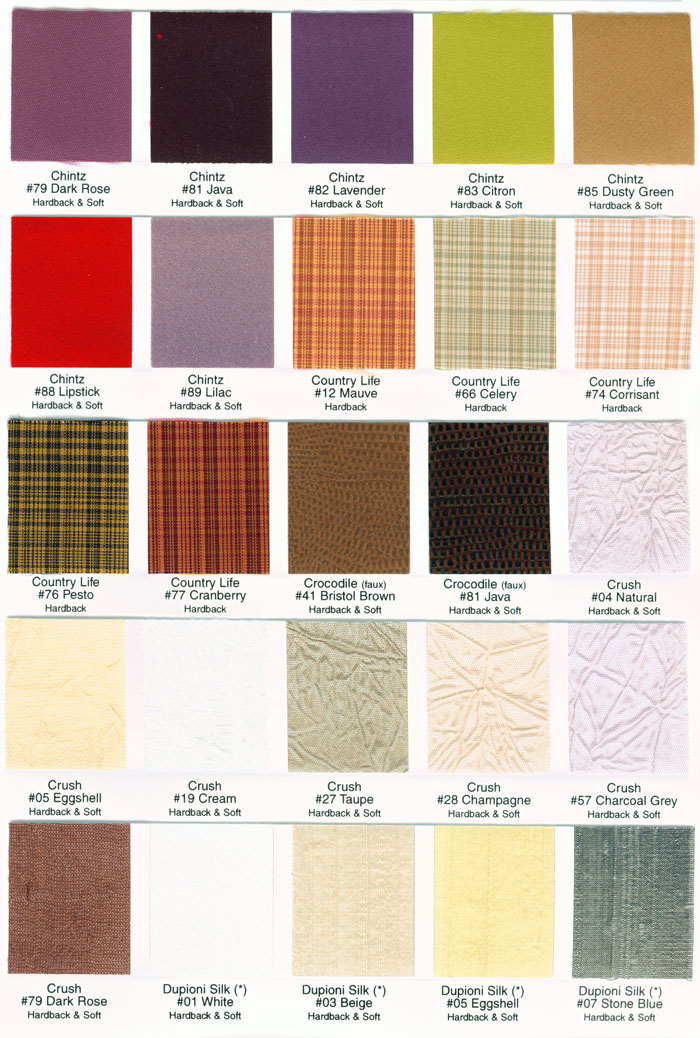 Chintz
#79 Dark Rose
Hardback & Soft
Chintz
#81 Java
Hardback & Soft
Chintz
#82 Lavender
Hardback & Soft
Chintz
#83 Citron
Hardback & Soft
Chintz
#85 Dusty Green
Hardback & Soft
Chintz
#88 Lipstick
Hardback & Soft
Chintz
#89 Lilac
Hardback & Soft
Country Life
#12 Mauve
Hardback
Country Life
#66 Celery
Hardback
Country Life
#74 Corrisant
Hardback
Country Life
#76 Pesto
Hardback
Country Life
#77 Cranberry
Hardback
Crocodile (faux)
#41 Bristol Brown
Hardback & Soft
Crocodile (faux)
#81 Java
Hardback & Soft
Crush
#04 Natural
Hardback & Soft
Crush
#05 Eggshell
Hardback & Soft
Crush
#19 Cream
Hardback & Soft
Crush
#27 Taupe
Hardback & Soft
Crush
#28 Champagne
Hardback & Soft
Crush
#57 Charcoal Grey
Hardback & Soft
Crush
#79 Dark Rose
Hardback & Soft
Dupioni Silk (*)
#01 White
Hardback & Soft
Dupioni Silk (*)
#03 Beige
Hardback & Soft
Dupioni Silk (*)
#05 Eggshell
Hardback & Soft
Dupioni Silk (*)
#07 Stone Blue
Hardback & Soft